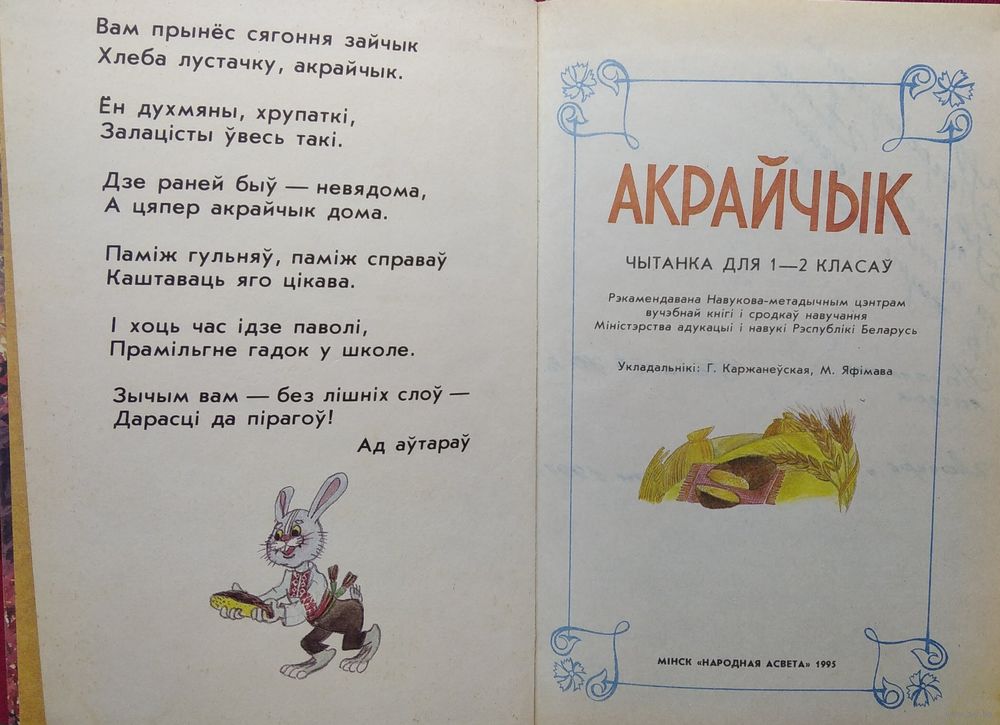 Вам прынёс сягоння зайчык
Хлеба лустачку, акрайчык.
Ён духмяны, хрупаткі,
Залацісты ўвесь такі.
Дзе раней быў — невядома,
А цяпер акрайчык дома.
Паміж гульняў, паміж справаў
Каштаваць яго цікава.
І хоць час ідзе паволі,
Прамільгне гадок у школе.
Зычым вам — без лішніх слоў —
Дарасці да пірагоў!
Ад аўтараў
АКРАЙЧЫК
ЧЫТАНКА ДЛЯ 1—2 КЛАСАЎ
Рэкамендавана Навукова-метадычным цэнтрам
вучэбнай кнігі і сродкаў навучання
Міністэрства адукацыі і навукі Рэспублікі Беларусь
Укладальнікі: Г. Каржанеўская, М. Яфімава
МІНСК «НАРОДНАЯ АСВЕТА» 1995